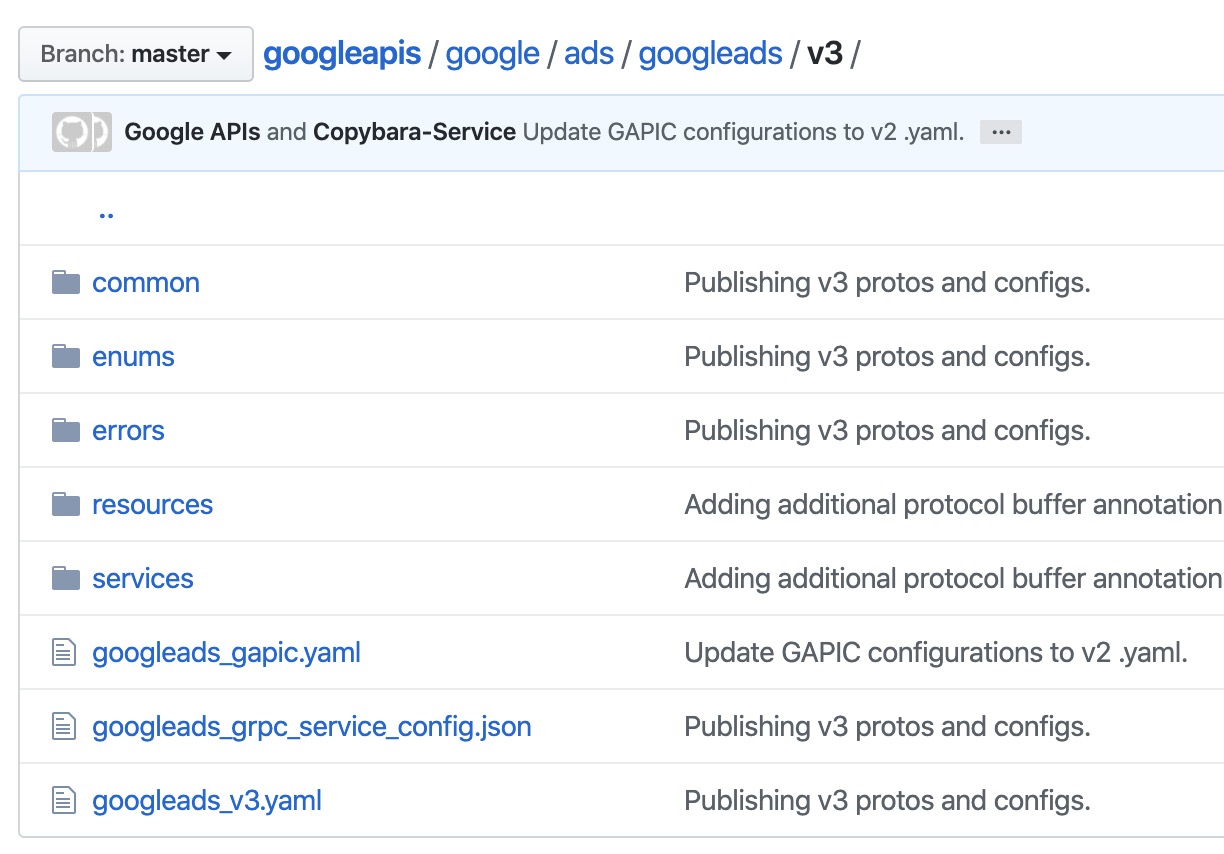 Branch: master googleapis / google / ads / googleads / v3 /
Google APIs and Copybara-Service Update GAPIC configurations to v2 .yaml. ...
..
common Publishing v3 protos and configs.
enums Publishing v3 protos and configs.
errors Publishing v3 protos and configs.
resources Adding additional protocol buffer annotation
services Adding additional protocol buffer annotation
googleads_gapic.yaml Update GAPIC configurations to v2 .yaml.
googleads_grpc_service_config.json Publishing v3 protos and configs.
googleads_v3.yaml Publishing v3 protos and configs.